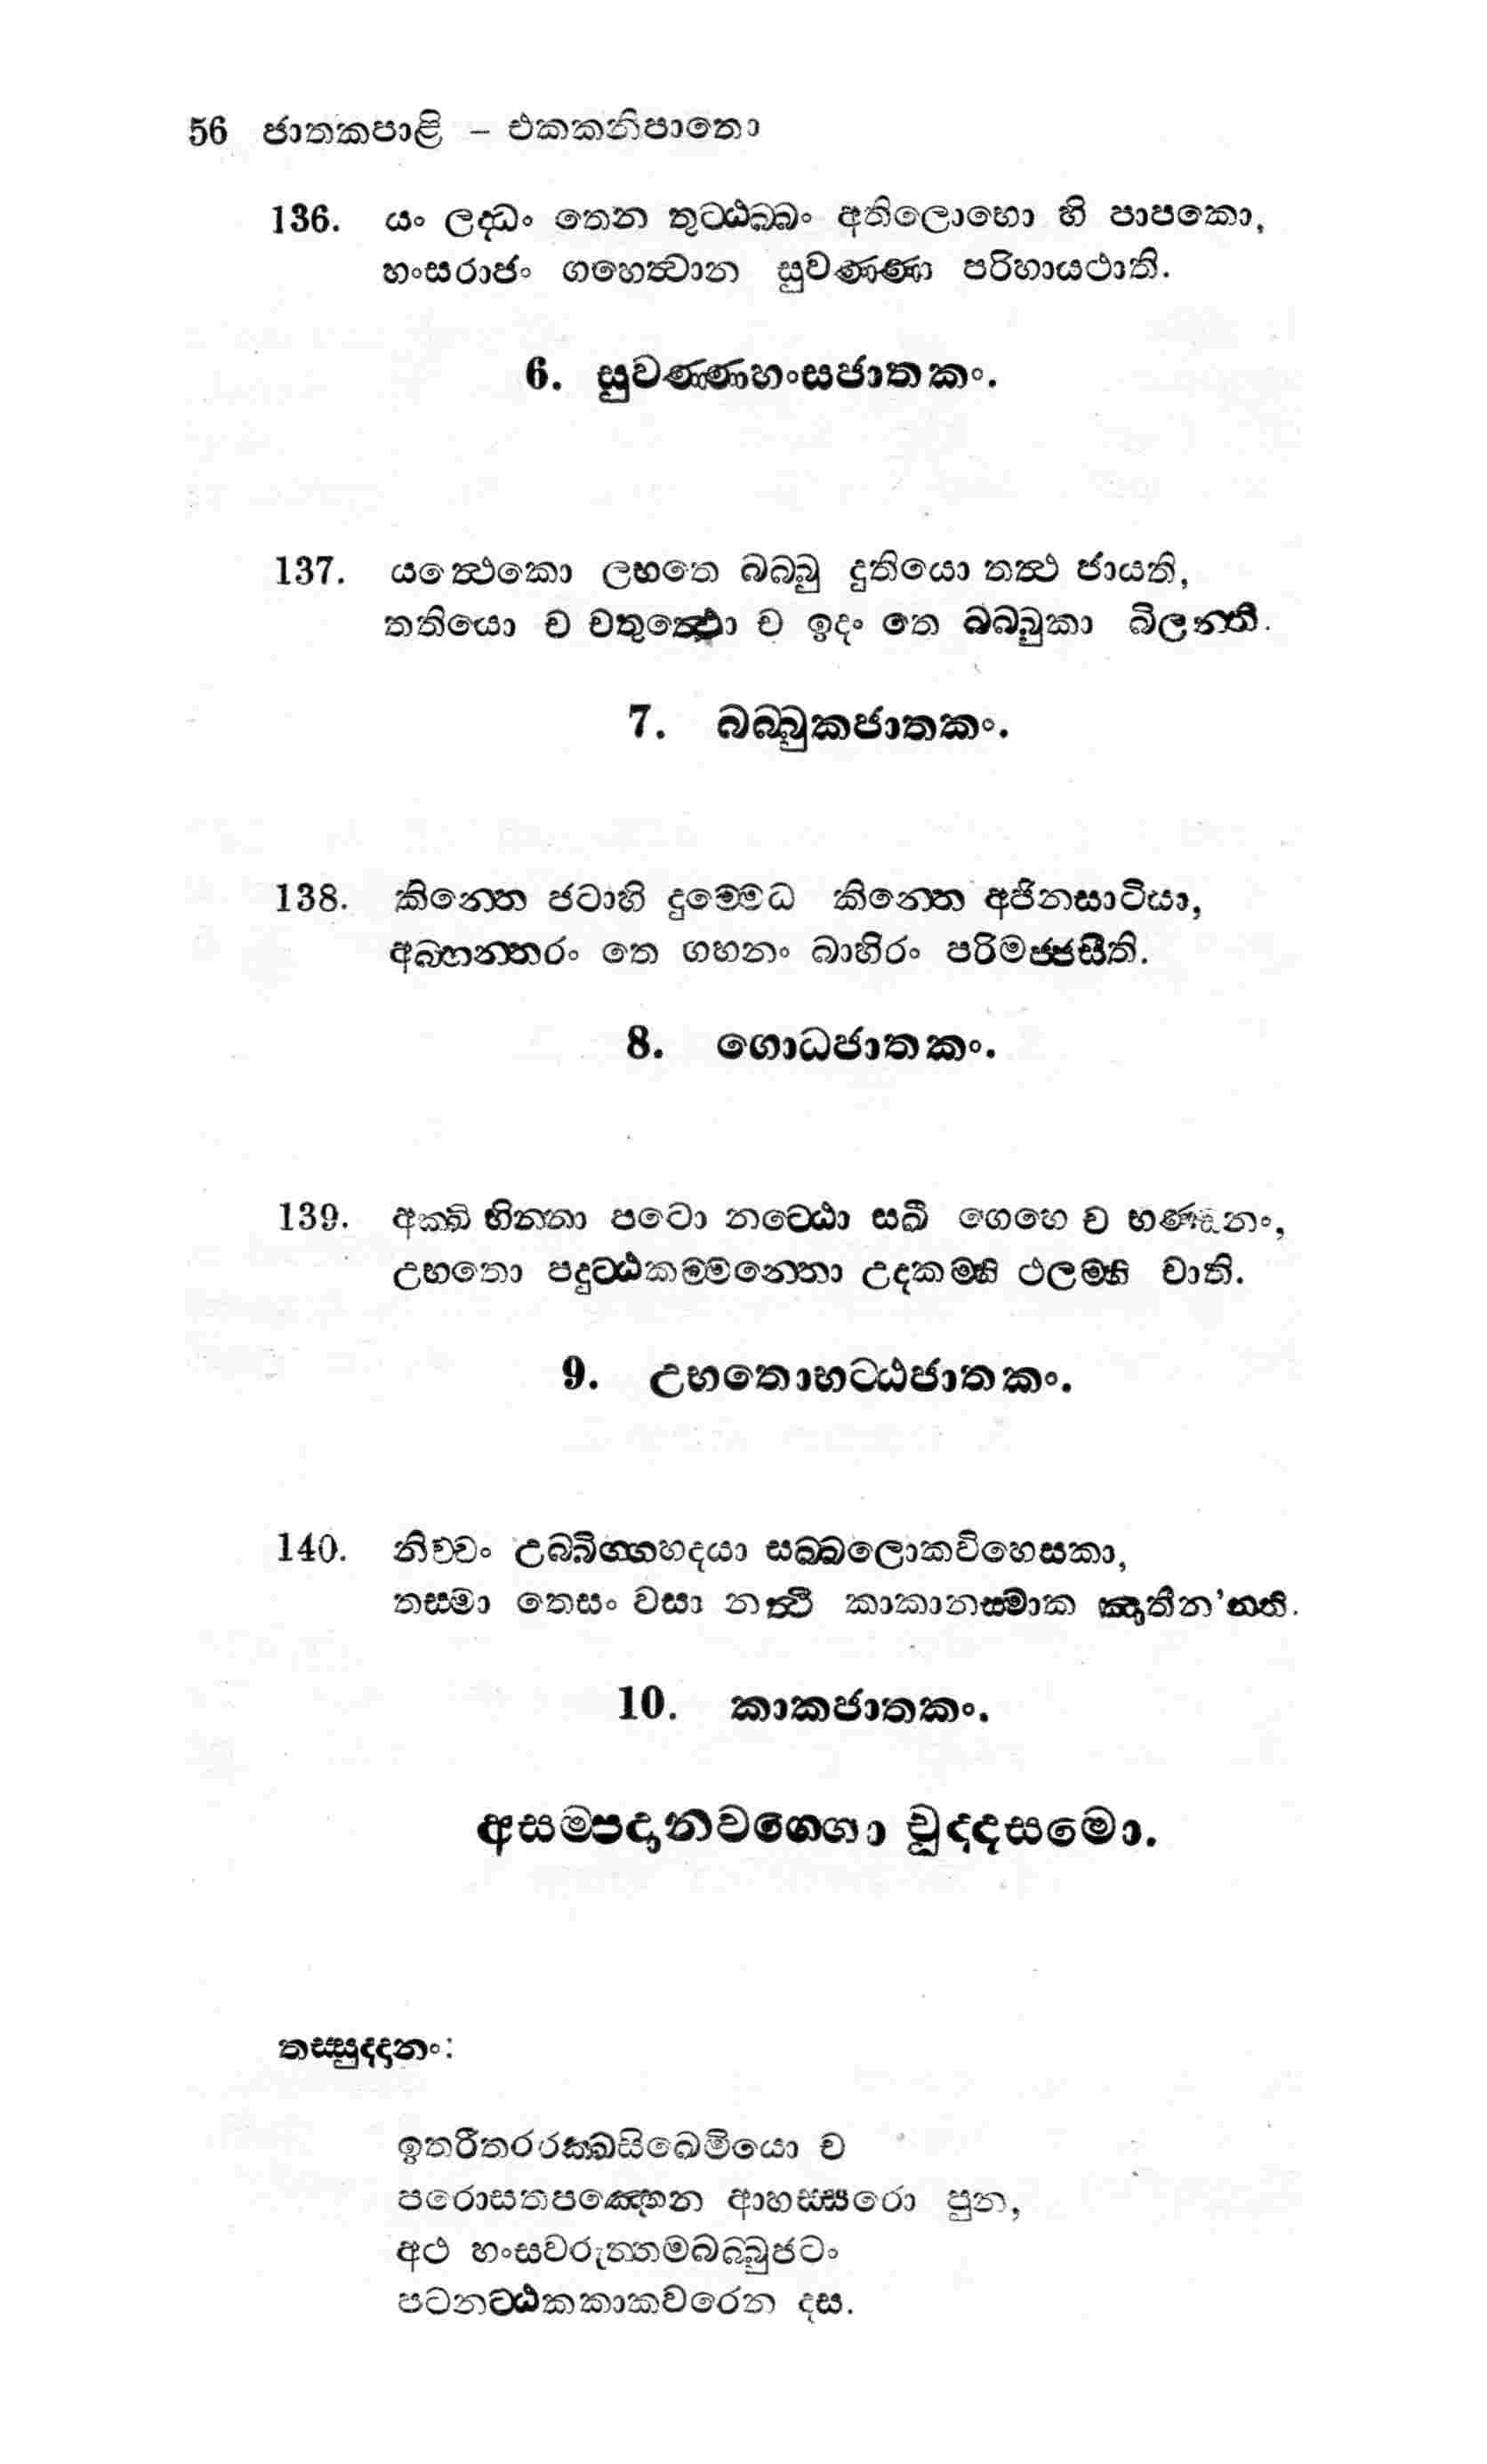 56 ජාතකපාළි - එකකනිපාතො
136. යං ලද්ධං තෙන තුට්ඨබ්බං අතිලොභො හි පාපකො,
හංසරාජං ගහෙත්වාන සුවණ්ණා පරිහායථාති.
6. සුවණ්ණහංසජාතකං.
137. යත්ථෙකො ලභතෙ බබ්බු දුතියො තත්ථ ජායති,
තතියො ච චතුත්ථො ච ඉදං තෙ බබ්බුකා බිලන්ති.
7. බබ්බුකජාතකං.
138. කින්තෙ ජටාහි දුම්මෙධ කින්තෙ අජිනසාටියා,
අබ්භන්තරං තෙ ගහනං බාහිරං පරිමජ්ජසීති.
8. ගොධජාතකං.
139. අක්ඛි භින්නා පටො නට්ඨො සඛී ගෙහෙ ච භණ්ඩනං,
උභතො පදුට්ඨකම්මන්තො උදකම්හි ථලම්හි චාති.
9. උභතොභට්ඨජාතකං.
140. නිච්චං උබ්බිග්ගහදයා සබ්බලොකවිහෙසකා,
තස්මා තෙසං වසා නත්ථි කාකානස්මාක ඤාතීන'න්ති.
10. කාකජාතකං.
අසම්පදානවග්ගො චුද්දසමො.
තස්සුද්දානං:
ඉතරීතරරක්ඛසිඛෙමියො ච
පරොසතපඤ්හෙන ආභස්සරො පුන,
අථ හංසවරුත්තමබබ්බුජටං
පටනට්ඨකකාකවරෙන දස.